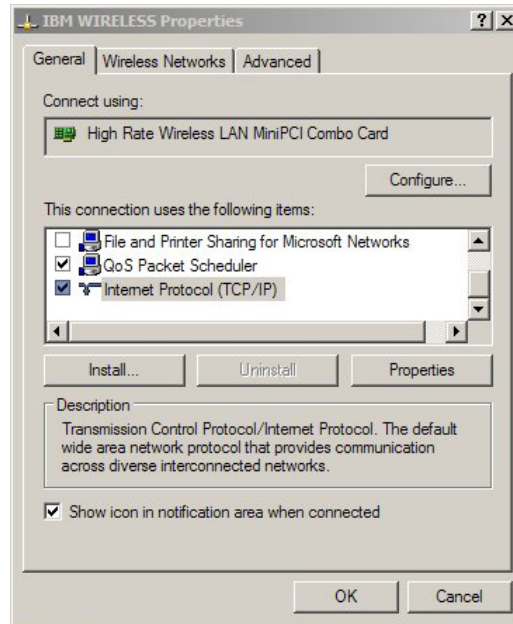 IBM WIRELESS Properties
General
Wireless Networks
Advanced
Connect using:
High Rate Wireless LAN MiniPCI Combo Card
Configure...
This connection uses the following items:
File and Printer Sharing for Microsoft Networks
QoS Packet Scheduler
Internet Protocol (TCP/IP)
Install...
Uninstall
Properties
Description
Transmission Control Protocol/Internet Protocol. The default
wide area network protocol that provides communication
across diverse interconnected networks.
Show icon in notification area when connected
OK
Cancel